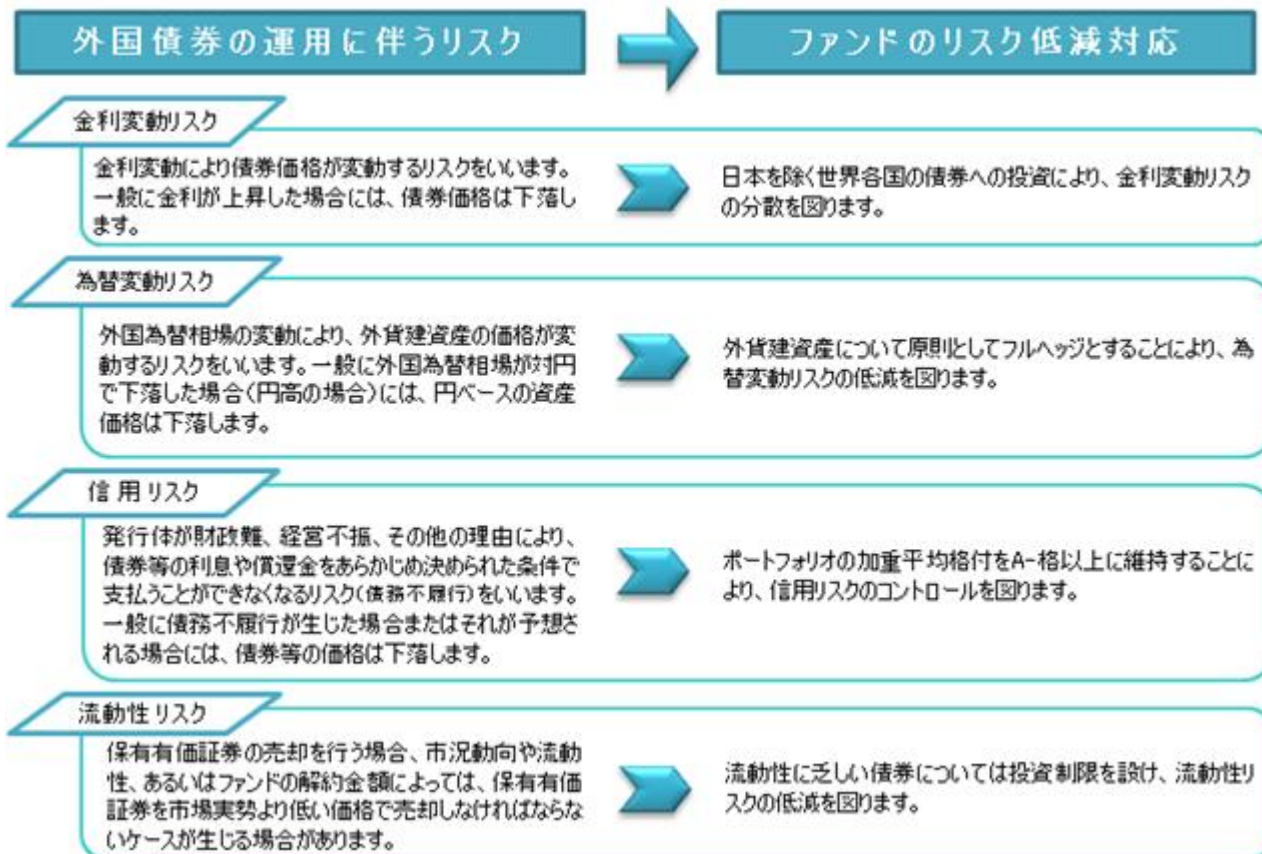 外国債券の運用に伴うリスク
ファンドのリスク低減対応
金利変動リスク
金利変動により債券価格が変動するリスクをいいます。
一般に金利が上昇した場合には、債券価格は下落し
ます。
日本を除く世界各国の債券への投資により、金利変動リスク
の分散を図ります。
為替変動リスク
外国為替相場の変動により、外貨建資産の価格が変
動するリスクをいいます。一般に外国為替相場が対円
で下落した場合(円高の場合)には、円ベースの資産
価格は下落します。
外貨建資産について原則としてフルヘッジとすることにより、為
替変動リスクの低減を図ります。
信用リスク
発行体が財政難、経営不振、その他の理由により、
債券等の利息や償還金をあらかじめ決められた条件で
支払うことができなくなるリスク(債務不履行)をいいます。
一般に債務不履行が生じた場合またはそれが予想さ
れる場合には、債券等の価格は下落します。
ポートフォリオの加重平均格付をA-格以上に維持することに
より、信用リスクのコントロールを図ります。
流動性リスク
保有有価証券の売却を行う場合、市況動向や流動
性、あるいはファンドの解約金額によっては、保有有価
証券を市場実勢より低い価格で売却しなければならな
いケースが生じる場合があります。
流動性に乏しい債券については投資制限を設け、流動性リ
スクの低減を図ります。